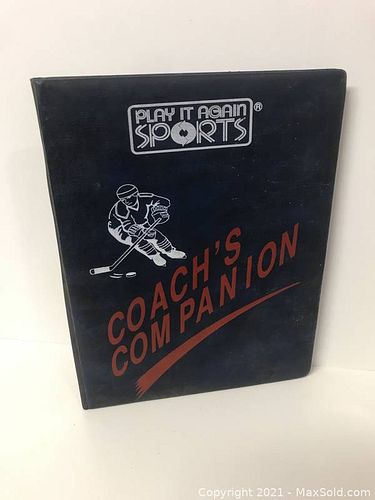 PLAY IT AGAIN
SPORTS ®
COACH'S
COMPANION
Copyright 2021 - MaxSold.com